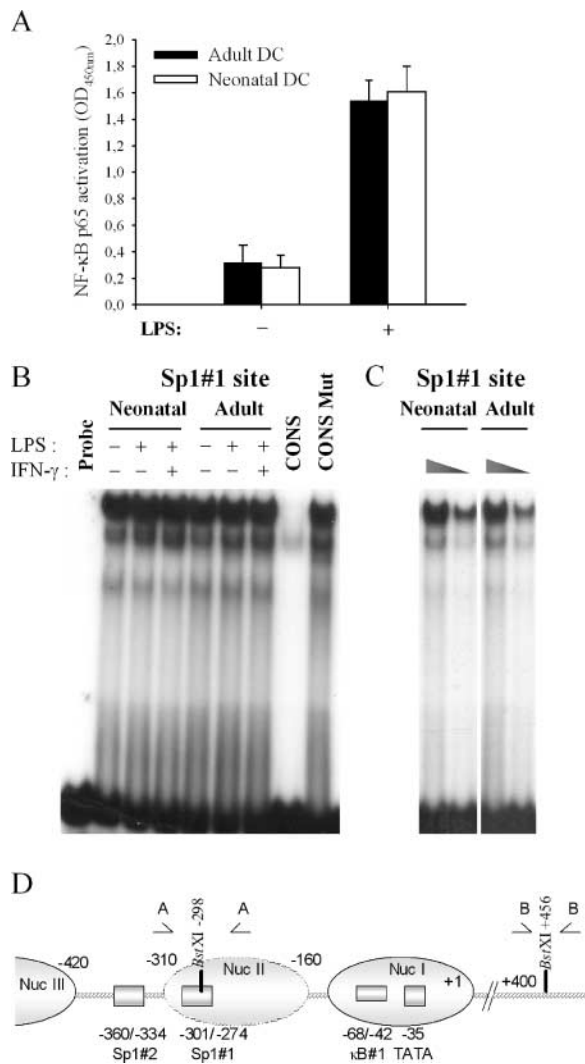 A
NF-κB p65 activation (OD450nm)
2,0
1,8
1,6
1,4
1,2
1,0
0,8
0,6
0,4
0,2
0,0
Adult DC
Neonatal DC
LPS: – +
B
Sp1#1 site
Neonatal Adult
Probe
CONS
CONS Mut
LPS : – + + – + +
IFN-γ : – – + – – +
C
Sp1#1 site
Neonatal Adult
D
A A B B
BstXI -298
BstXI +456
-420 -310 -160 +1 +400
Nuc III Nuc II Nuc I
-360/-334 -301/-274 -68/-42 -35
Sp1#2 Sp1#1 κB#1 TATA